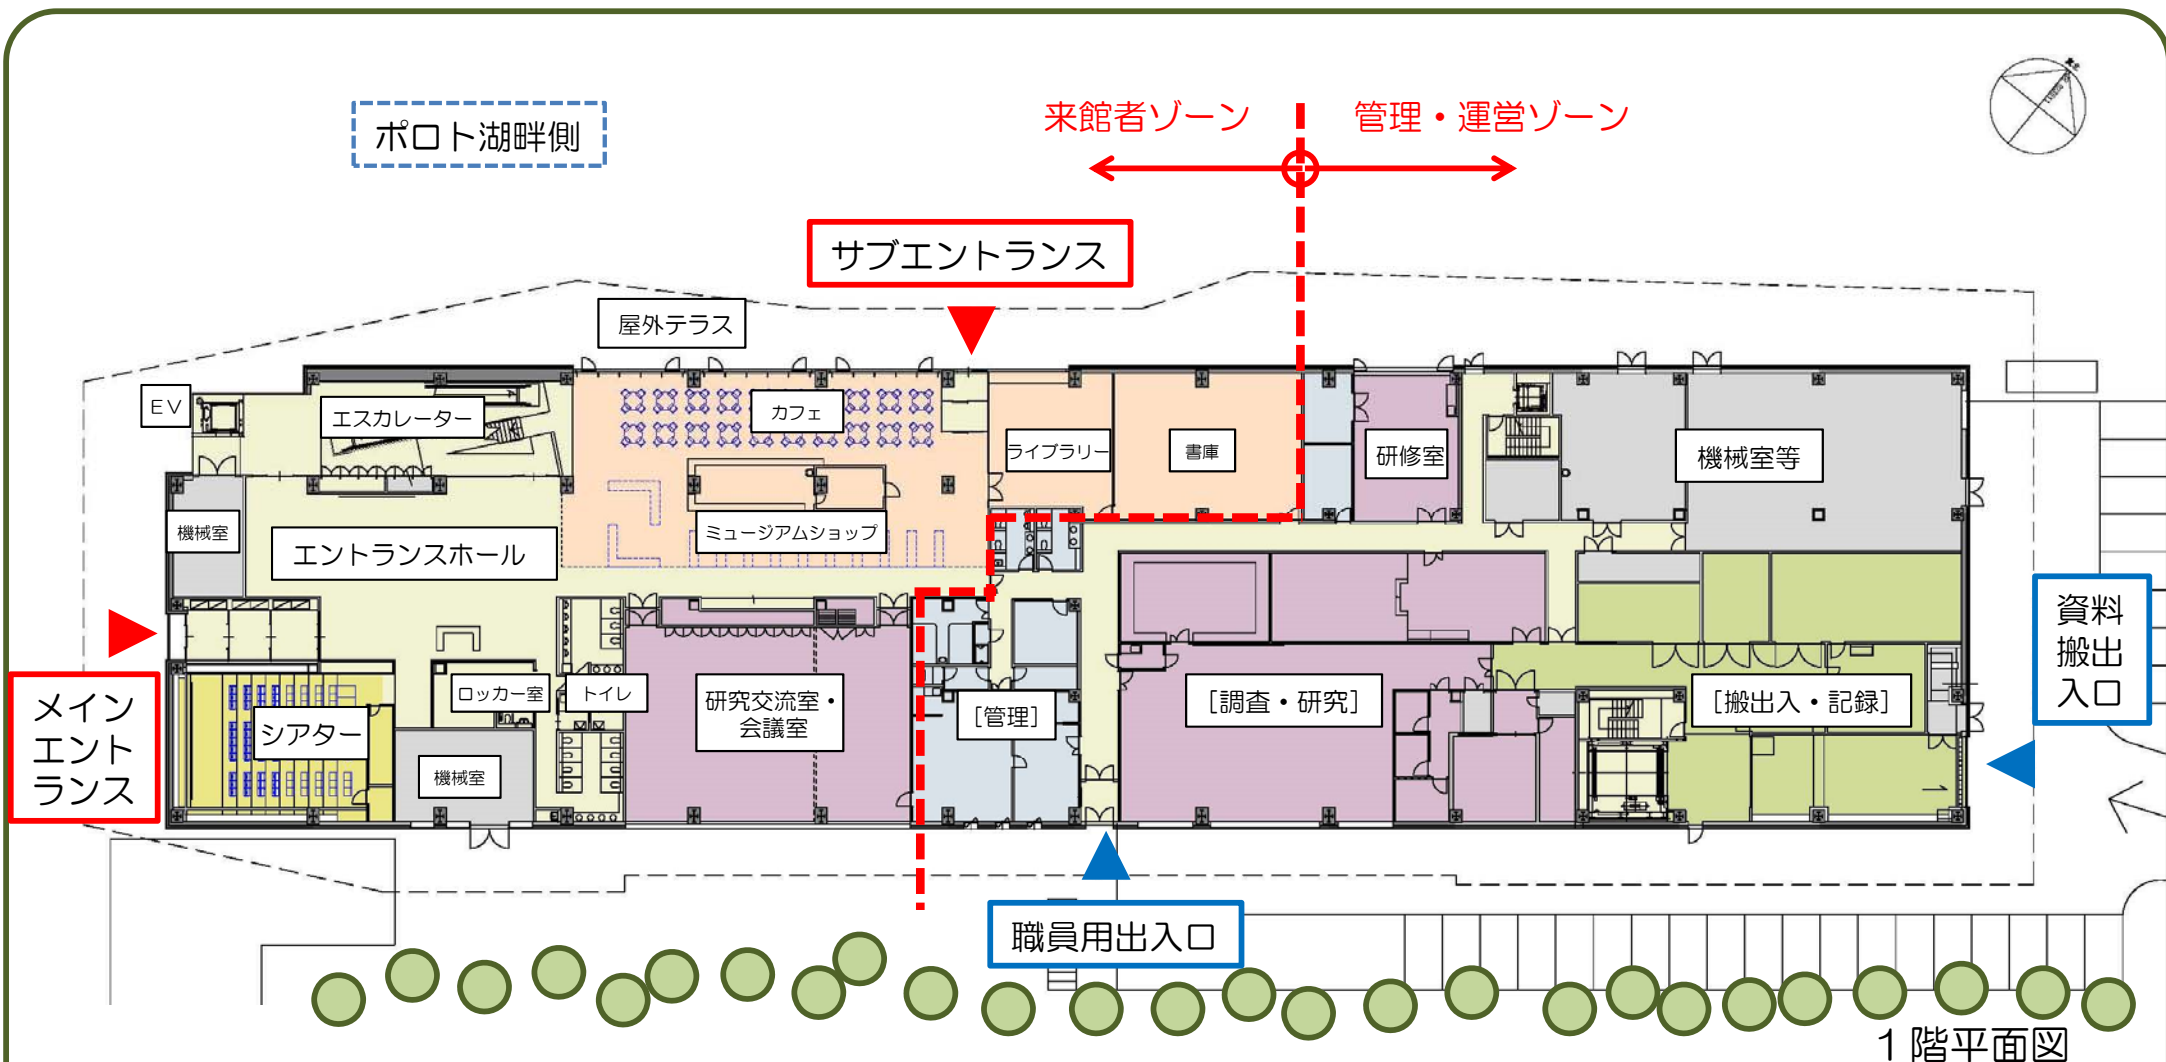 ポロト湖畔側
来館者ゾーン
管理・運営ゾーン
サブエントランス
屋外テラス
EV
エスカレーター
カフェ
ライブラリー
書庫
研修室
機械室等
機械室
エントランスホール
ミュージアムショップ
メイン
エント
ランス
シアター
ロッカー室
トイレ
機械室
研究交流室・
会議室
[管理]
[調査・研究]
[搬出入・記録]
資料
搬出
入口
職員用出入口
1階平面図